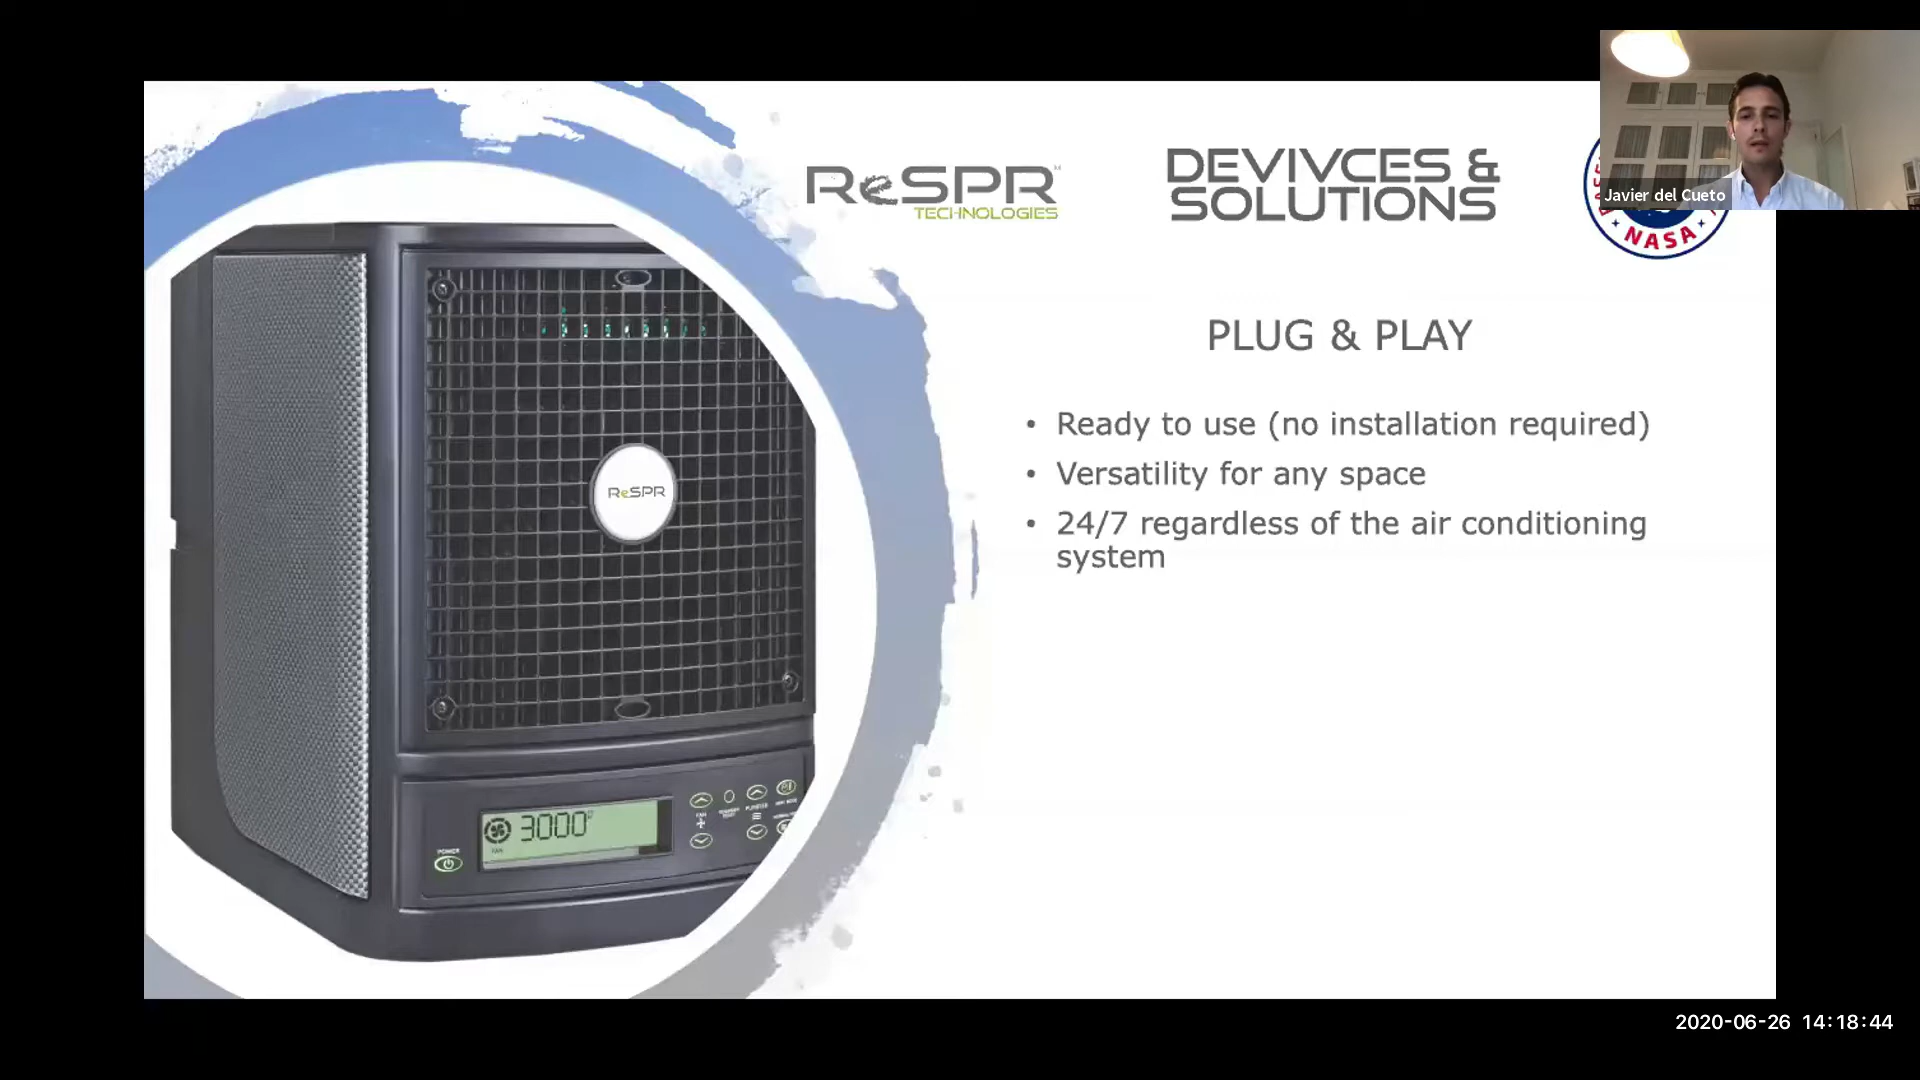 Javier del Cueto
ReSPR
TECHNOLOGIES
DEVIVCES &
SOLUTIONS
NASA
PLUG & PLAY
• Ready to use (no installation required)
• Versatility for any space
• 24/7 regardless of the air conditioning
system
ReSPR
3000
FAN
POWER
FAN
PURIFIER
2020-06-26 14:18:44